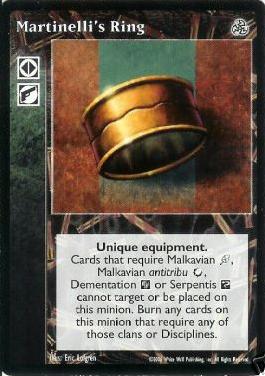 Martinelli's Ring
Unique equipment.
Cards that require Malkavian ,
Malkavian antitribu ,
Dementation or Serpentis
cannot target or be placed on
this minion. Burn any cards
on this minion that require any of
those clans or Disciplines.
Illus: Eric Lofgren
©2004 White Wolf Publishing, Inc. All Rights Reserved.